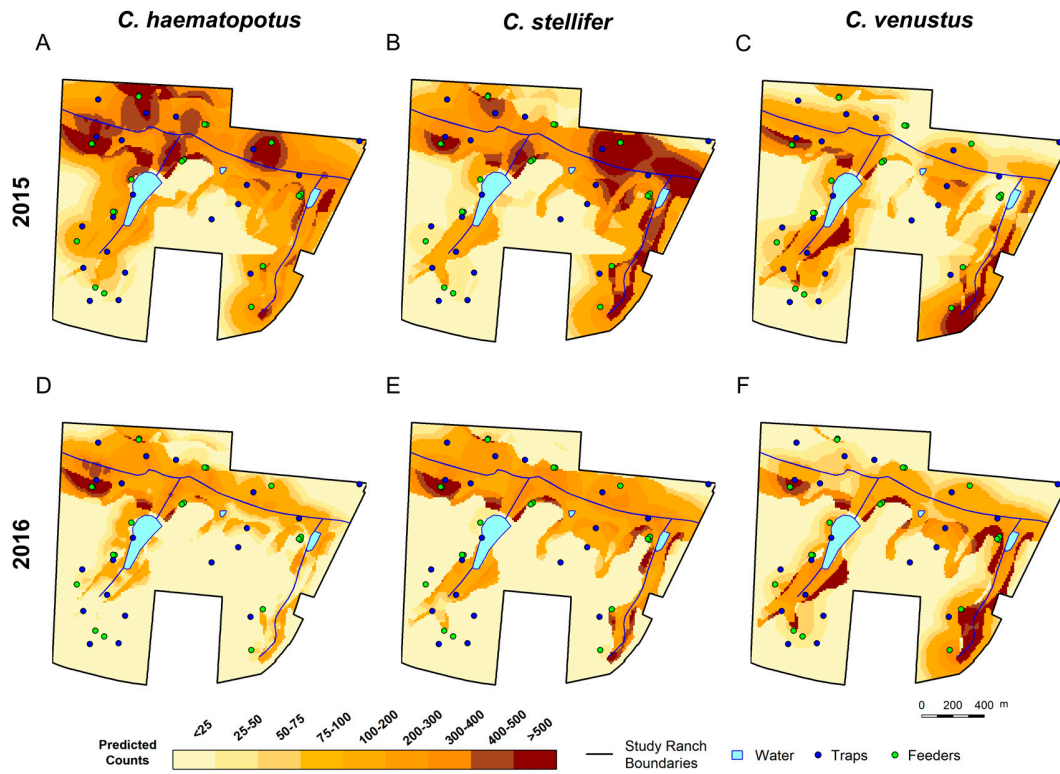 C. haematopotus C. stellifer C. venustus
A B C
2015
D E F
2016
0 200 400 m
<25 25-50 50-75 75-100 100-200 200-300 300-400 400-500 >500
Predicted
Counts
Study Ranch
Boundaries
Water Traps Feeders